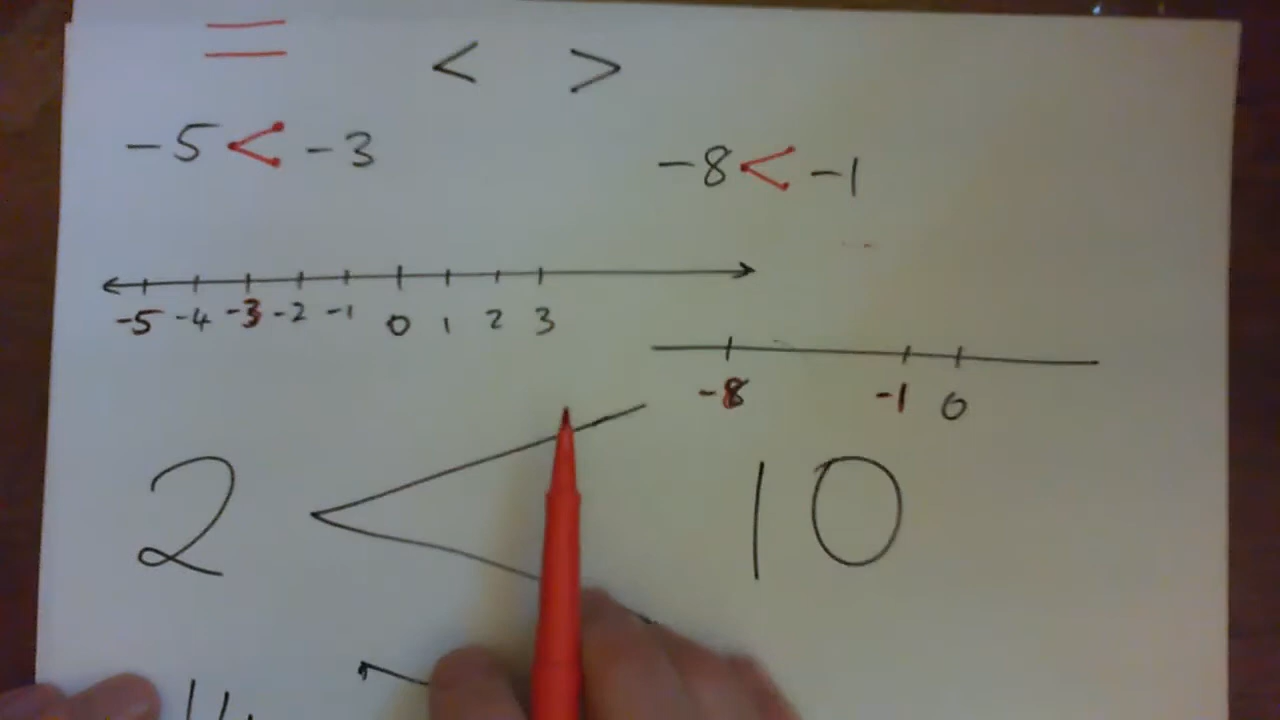 = < >
-5 < -3
-8 < -1
-5 -4 -3 -2 -1 0 1 2 3
-8 -1 0
2 < 10